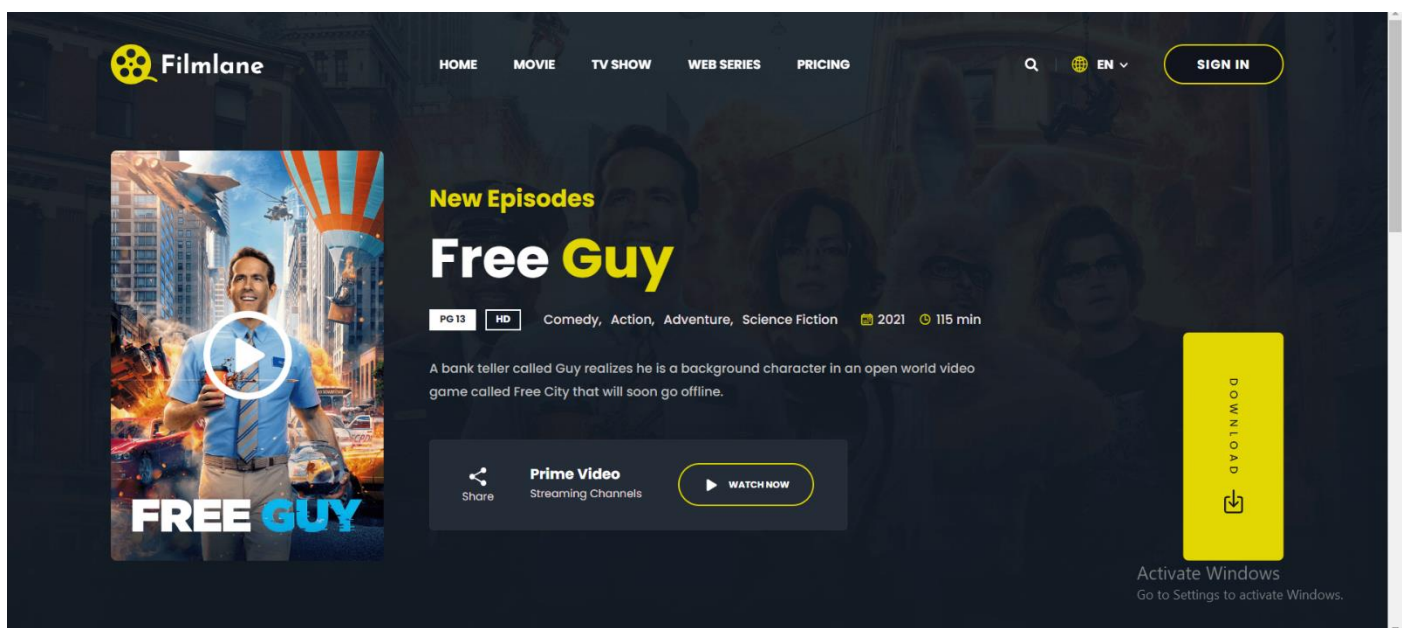 Filmlane
HOME MOVIE TV SHOW WEB SERIES PRICING
EN
SIGN IN
New Episodes
Free Guy
PG 13 HD Comedy, Action, Adventure, Science Fiction 2021 115 min
A bank teller called Guy realizes he is a background character in an open world video
game called Free City that will soon go offline.
Share
Prime Video
Streaming Channels
WATCH NOW
FREE GUY
DOWNLOAD
Activate Windows
Go to Settings to activate Windows.